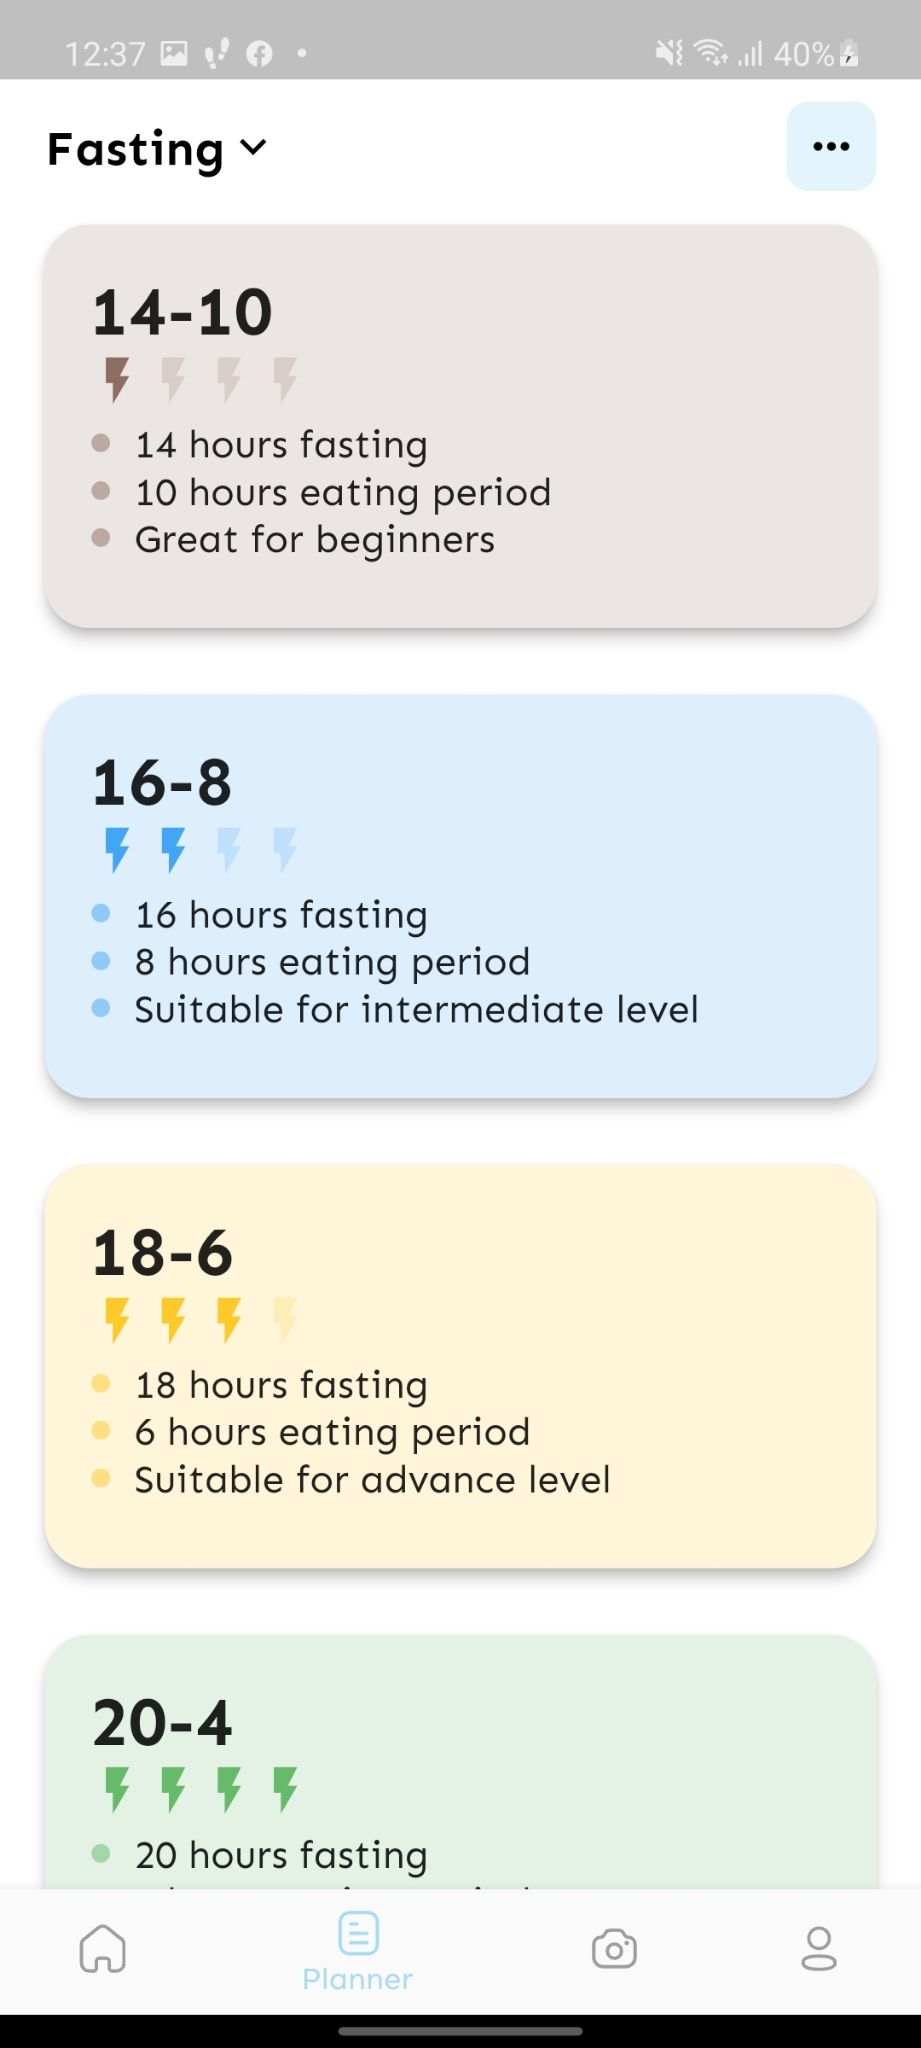 12:37
40%
Fasting
14-10
14 hours fasting
10 hours eating period
Great for beginners
16-8
16 hours fasting
8 hours eating period
Suitable for intermediate level
18-6
18 hours fasting
6 hours eating period
Suitable for advance level
20-4
20 hours fasting
Planner